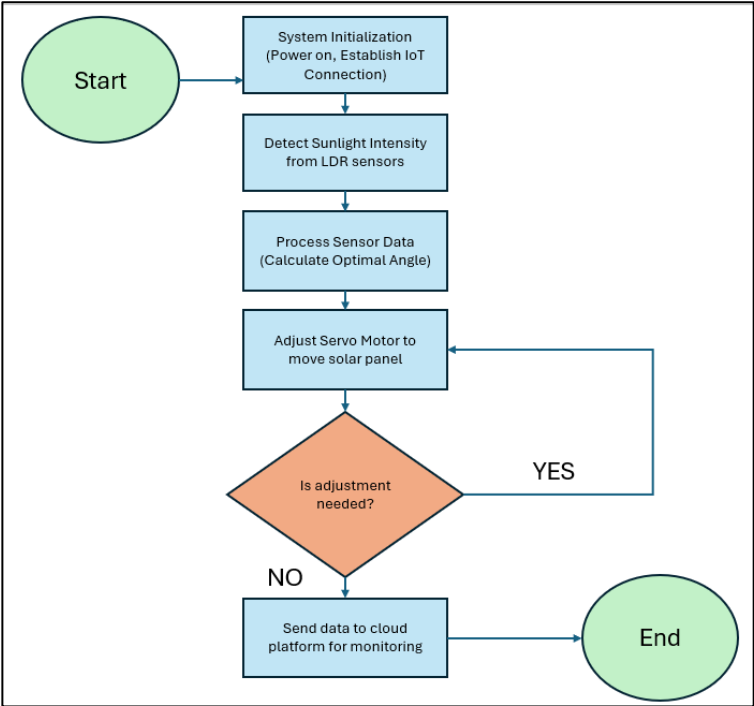 Start
System Initialization
(Power on, Establish IoT
Connection)
Detect Sunlight Intensity
from LDR sensors
Process Sensor Data
(Calculate Optimal Angle)
Adjust Servo Motor to
move solar panel
Is adjustment
needed?
YES
NO
Send data to cloud
platform for monitoring
End